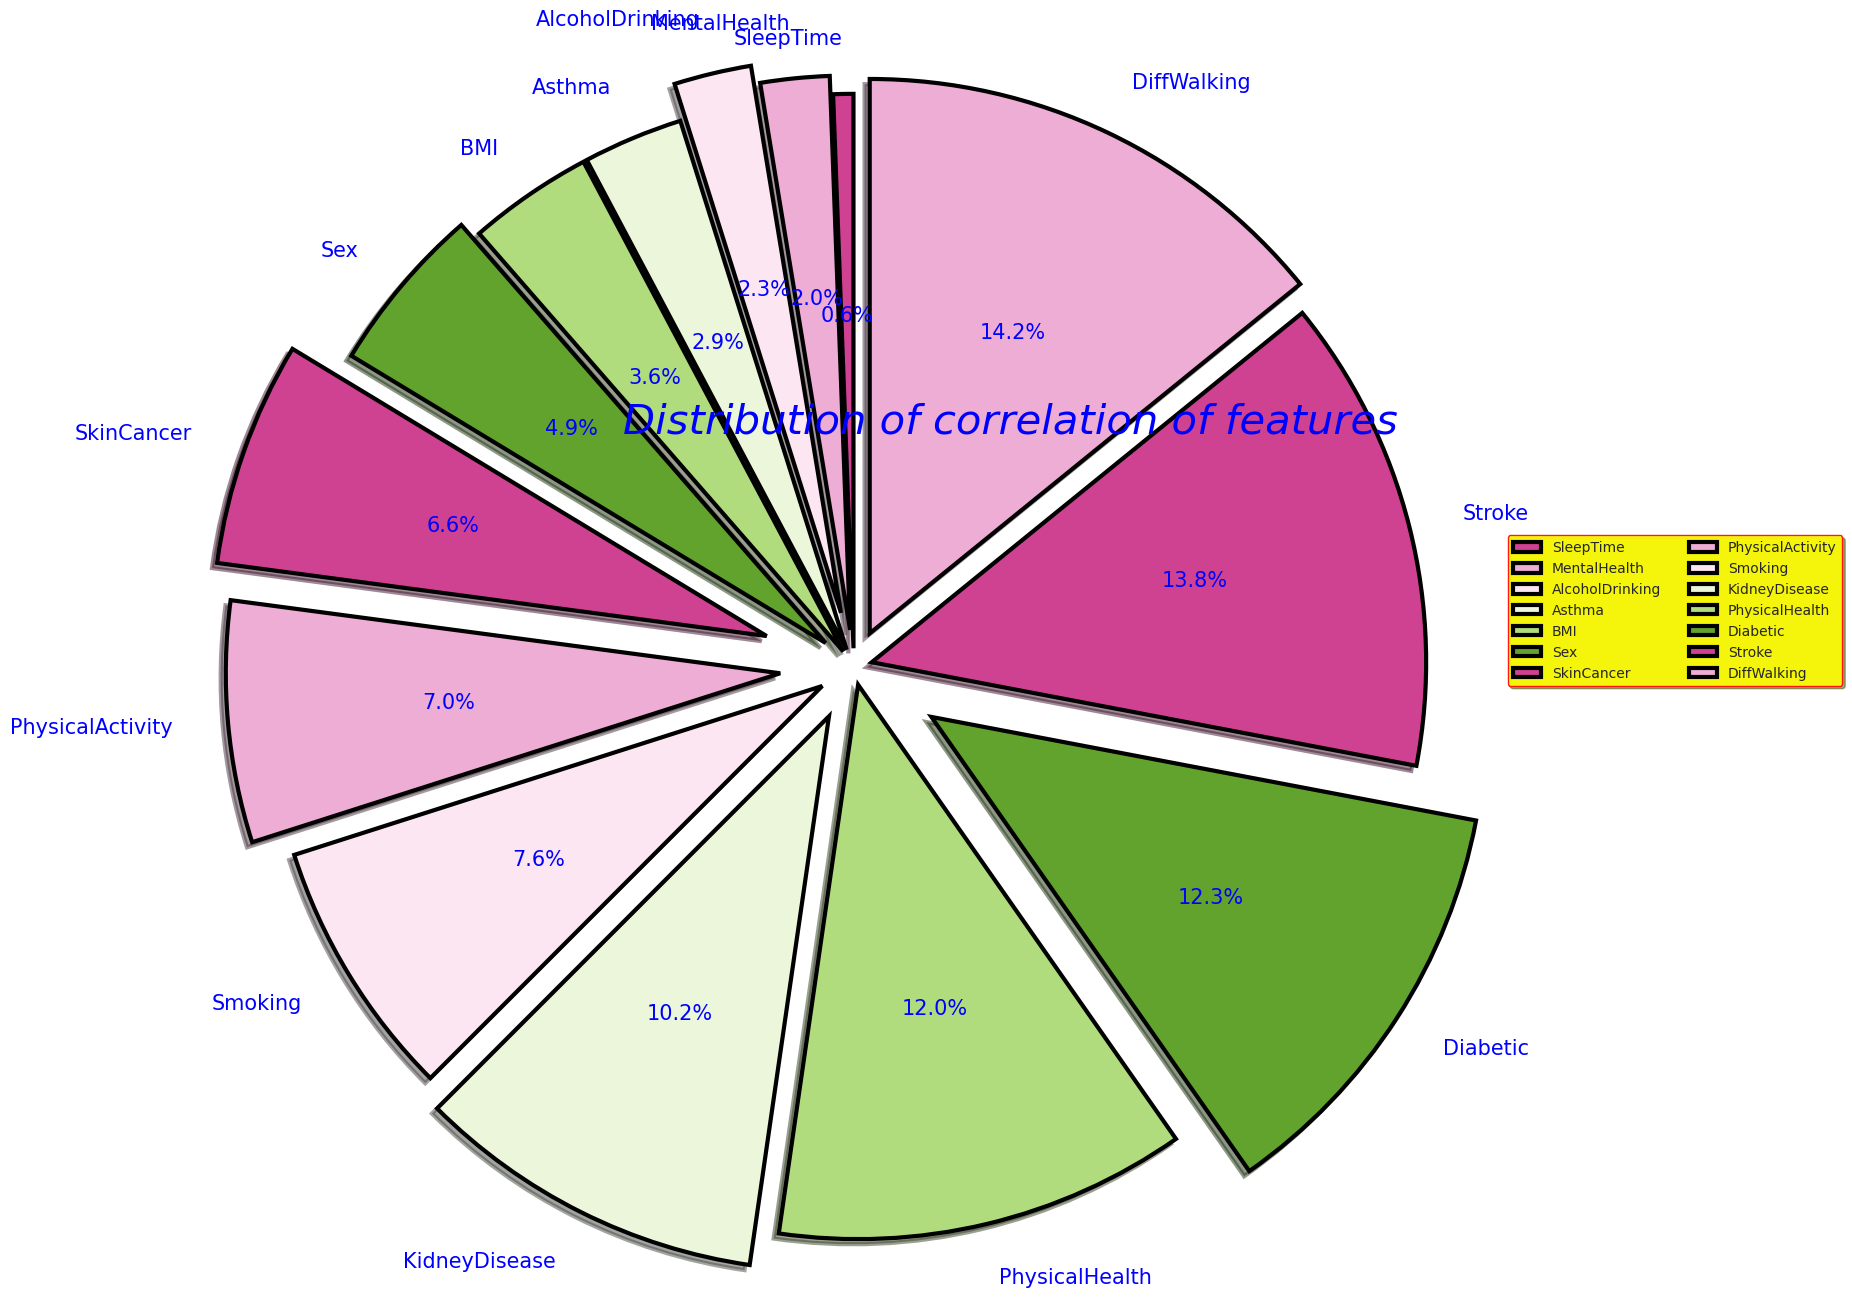 AlcoholDrinking
MentalHealth
SleepTime
DiffWalking
Asthma
BMI
Sex
2.3%
2.0%
0.6%
14.2%
2.9%
3.6%
Distribution of correlation of features
4.9%
SkinCancer
6.6%
Stroke
13.8%
SleepTime
MentalHealth
AlcoholDrinking
Asthma
BMI
Sex
SkinCancer
PhysicalActivity
Smoking
KidneyDisease
PhysicalHealth
Diabetic
Stroke
DiffWalking
7.0%
PhysicalActivity
7.6%
12.3%
Smoking
10.2%
12.0%
Diabetic
KidneyDisease
PhysicalHealth